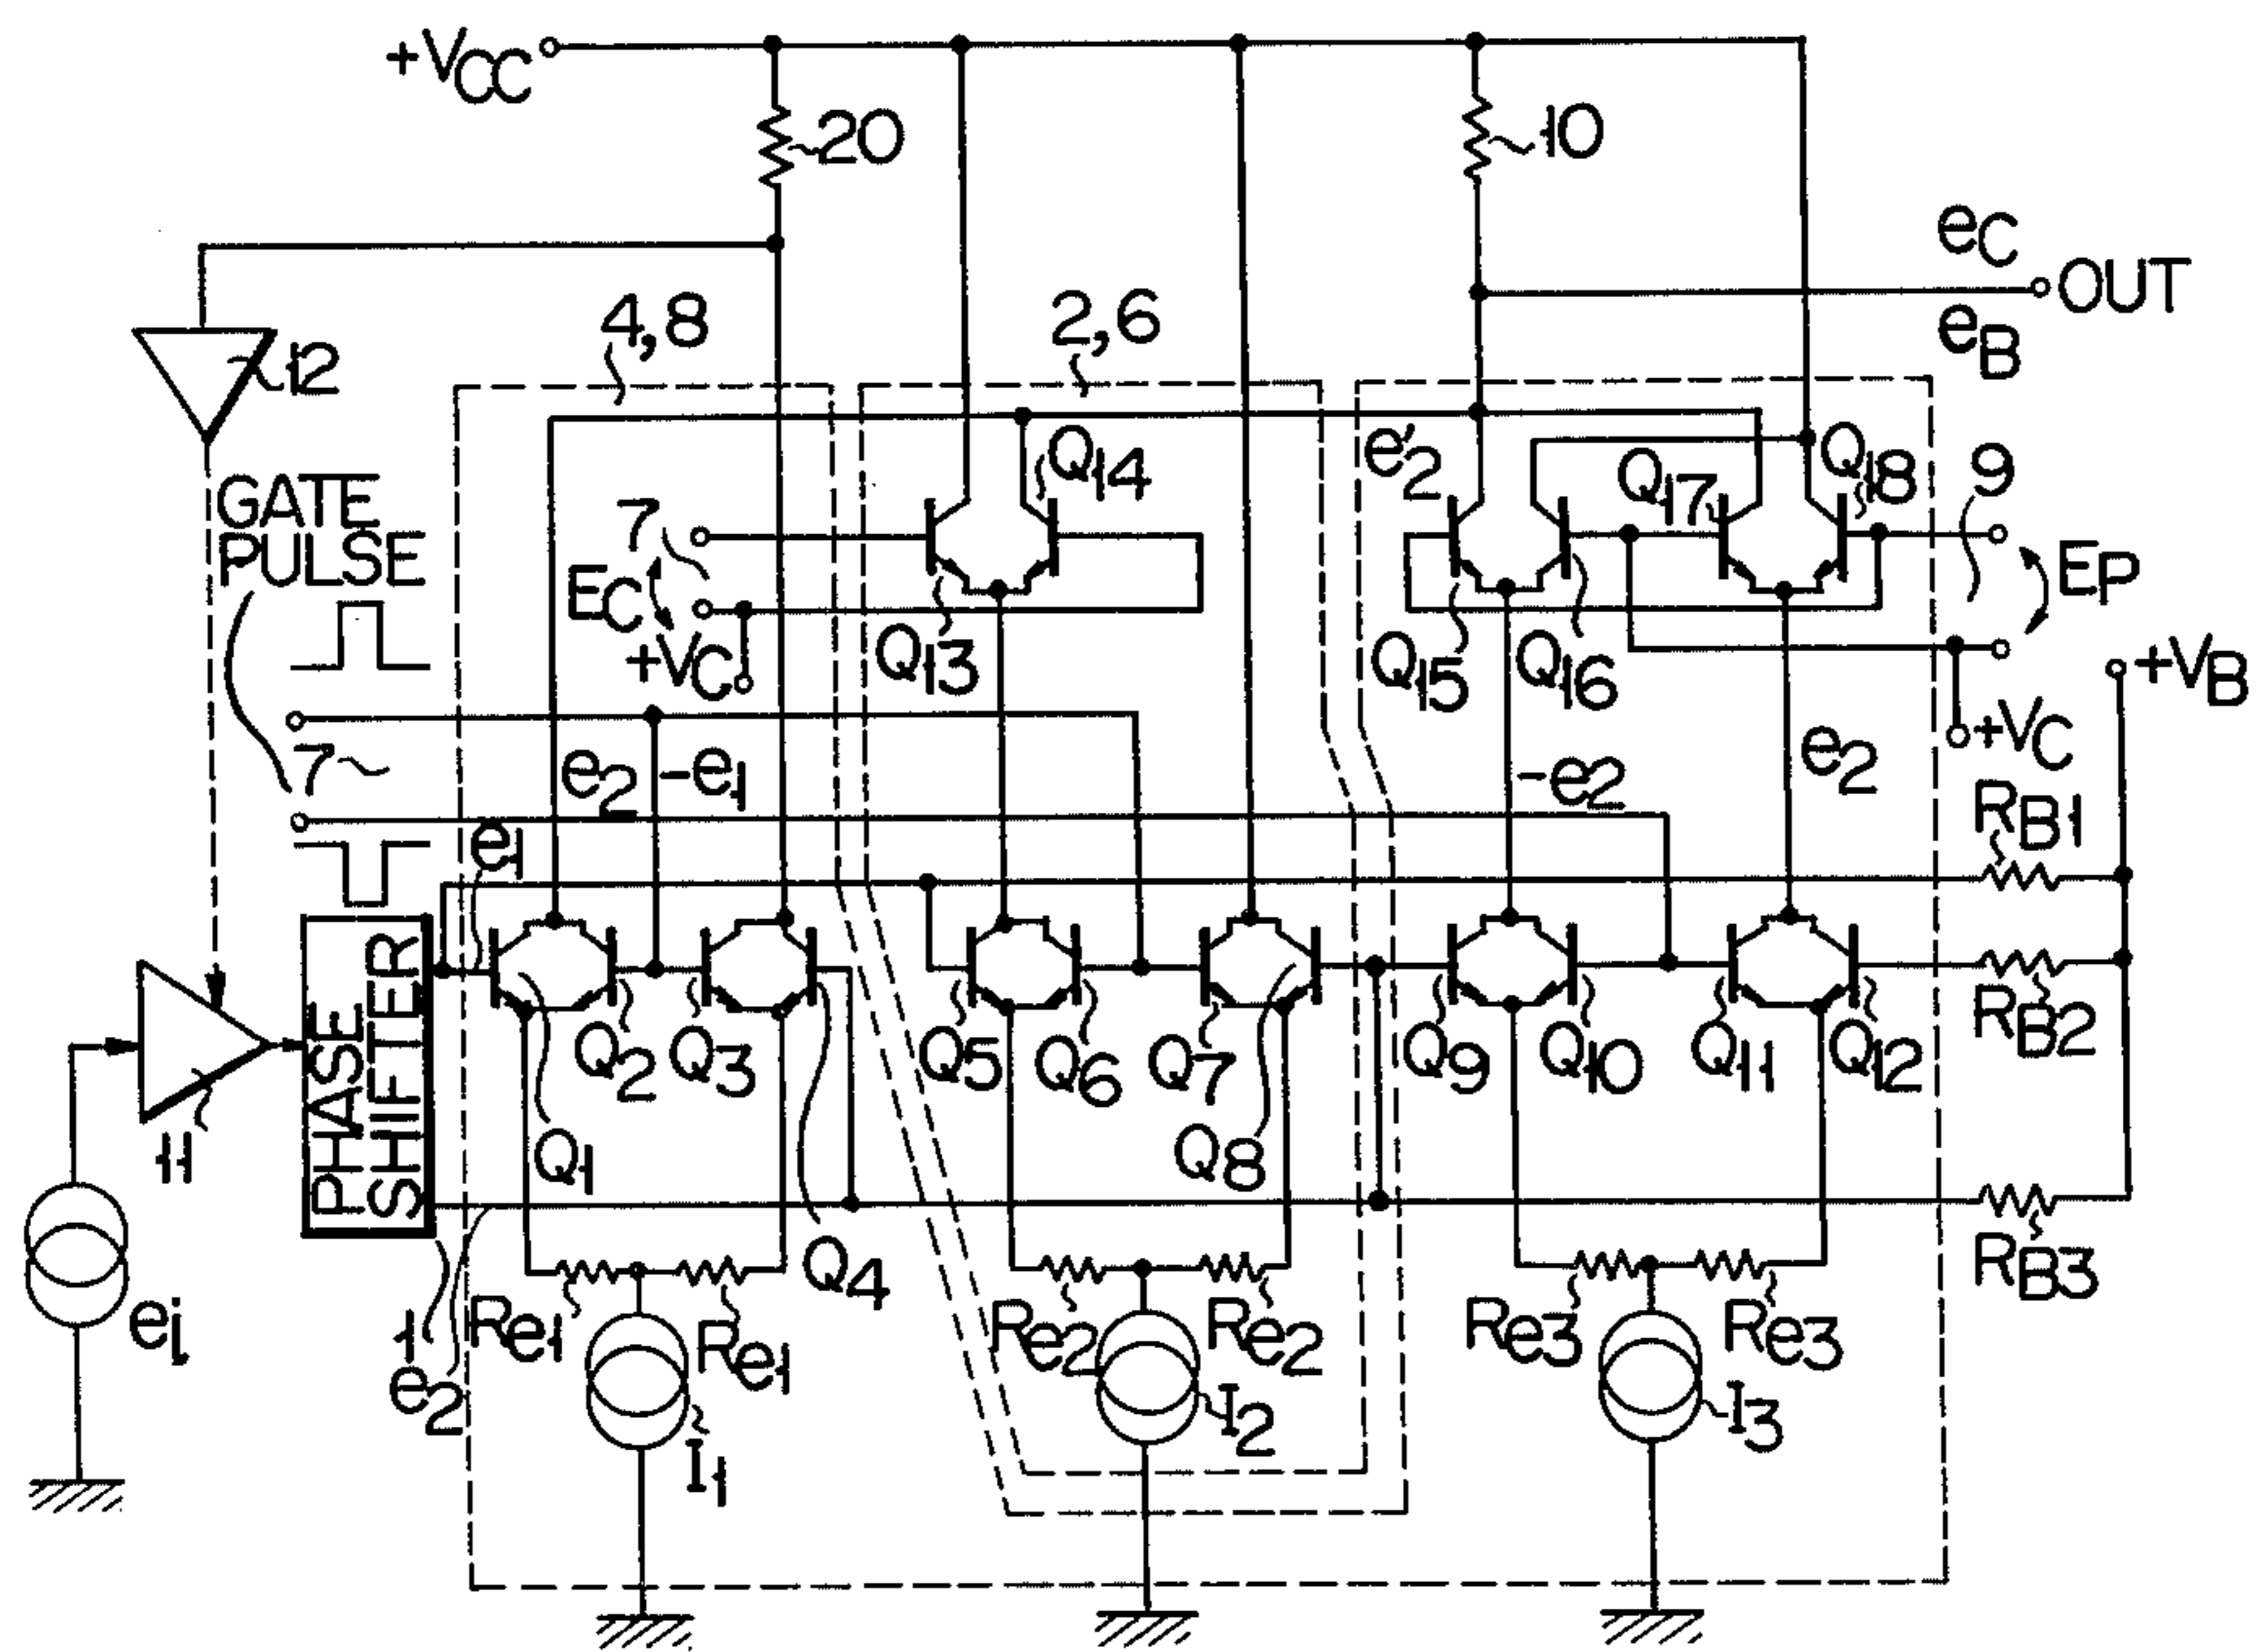 +VCC
20
10
eC
OUT
eB
4,8
2,6
12
GATE
PULSE
7
EC
+VC
Q13
Q14
e'2
Q15
Q16
Q17
Q18
9
EP
+VC
+VB
7
e2
-e1
-e2
e2
e1
RB1
RB2
RB3
PHASE
SHIFTER
Q1
Q2
Q3
Q4
Q5
Q6
Q7
Q8
Q9
Q10
Q11
Q12
11
ei
1
e2
Re1
Re1
Re2
Re2
Re3
Re3
I1
I2
I3